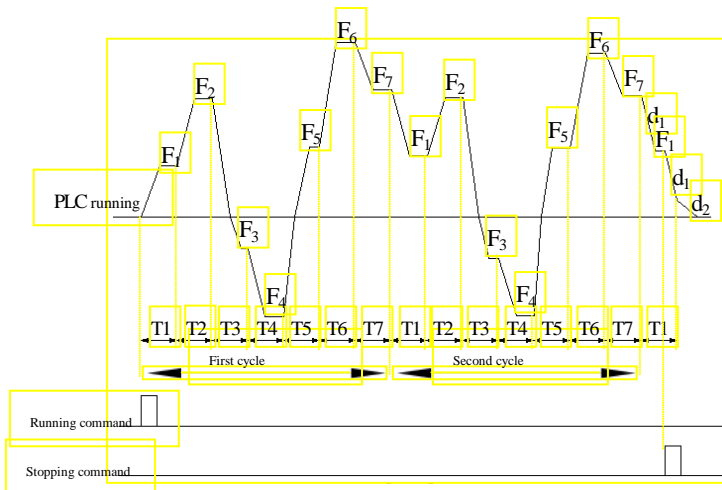 F6
F6
F2
F7
F2
F7
d1
F5
F5
F1
F1
F1
d1
PLC running
d2
F3
F3
F4
F4
T1 T2 T3 T4 T5 T6 T7 T1 T2 T3 T4 T5 T6 T7 T1
First cycle Second cycle
Running command
Stopping command